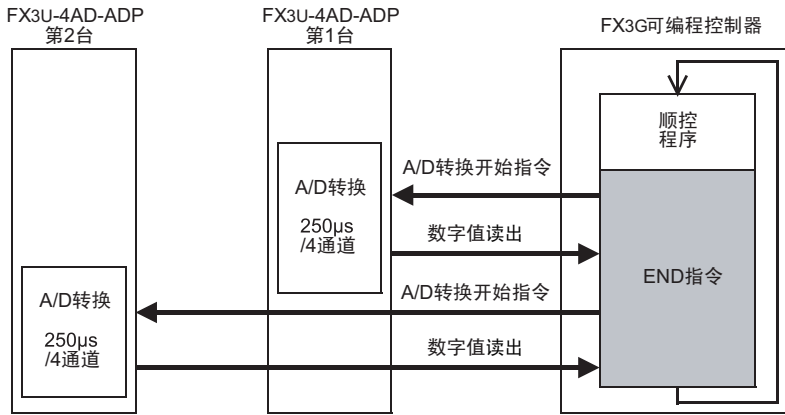 FX3U-4AD-ADP
第2台
FX3U-4AD-ADP
第1台
FX3G可编程控制器
顺控
程序
A/D转换开始指令
A/D转换
250μs
/4通道
数字值读出
END指令
A/D转换开始指令
A/D转换
250μs
/4通道
数字值读出